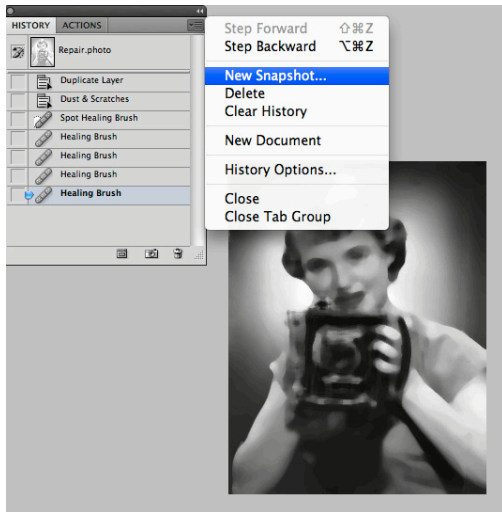 HISTORY ACTIONS
Repair.photo
Duplicate Layer
Dust & Scratches
Spot Healing Brush
Healing Brush
Healing Brush
Healing Brush
Healing Brush
Step Forward ⇧⌘Z
Step Backward ⌥⌘Z
New Snapshot...
Delete
Clear History
New Document
History Options...
Close
Close Tab Group